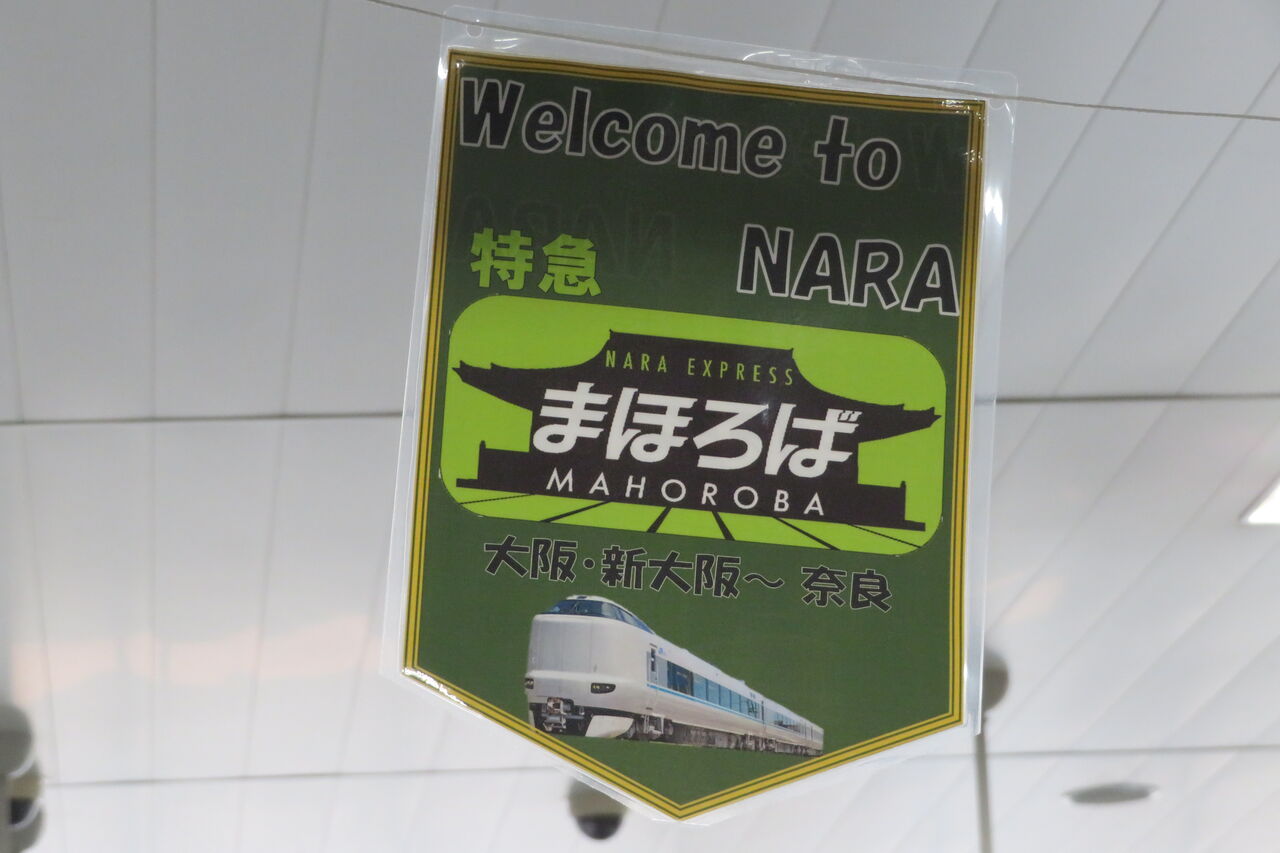 Welcome to
NARA
特急
NARA EXPRESS
まほろば
MAHOROBA
大阪・新大阪～奈良